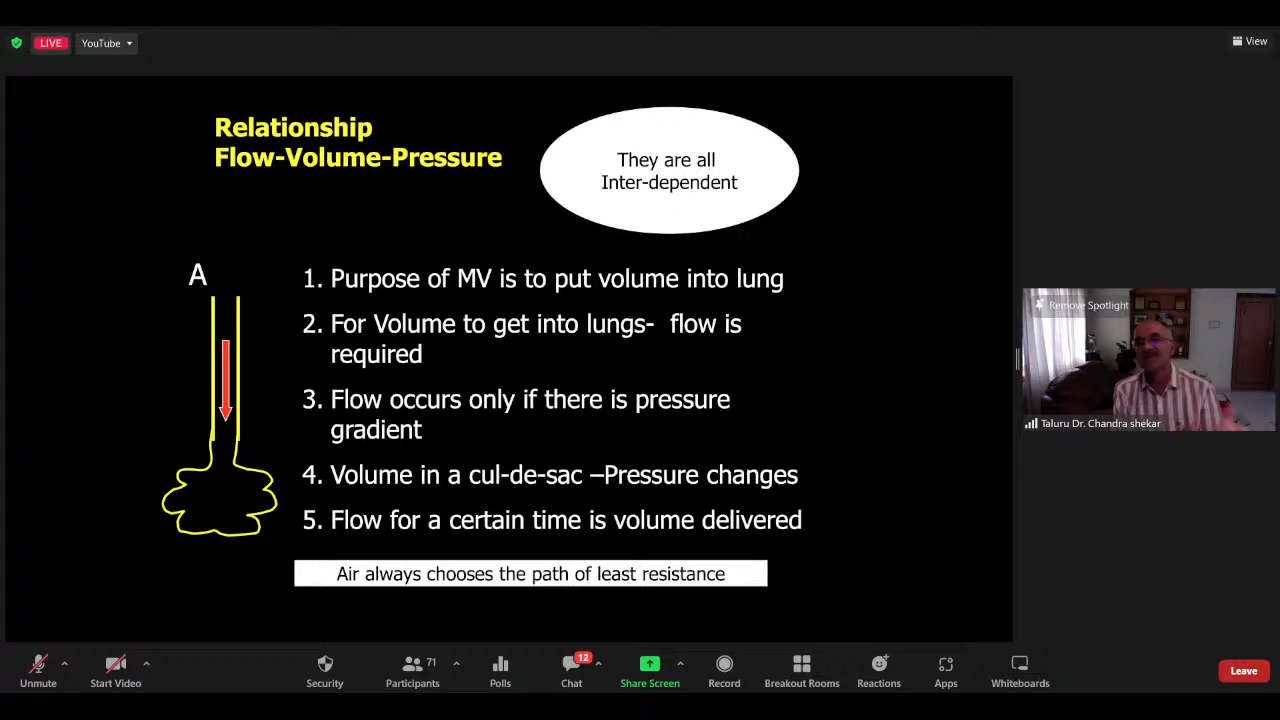 LIVE
YouTube
View
Relationship
Flow-Volume-Pressure
They are all
Inter-dependent
A
1. Purpose of MV is to put volume into lung
2. For Volume to get into lungs- flow is
required
3. Flow occurs only if there is pressure
gradient
4. Volume in a cul-de-sac –Pressure changes
5. Flow for a certain time is volume delivered
Air always chooses the path of least resistance
Remove Spotlight
Taluru Dr. Chandra shekar
Unmute
Start Video
Security
Participants
71
Polls
Chat
12
Share Screen
Record
Breakout Rooms
Reactions
Apps
Whiteboards
Leave